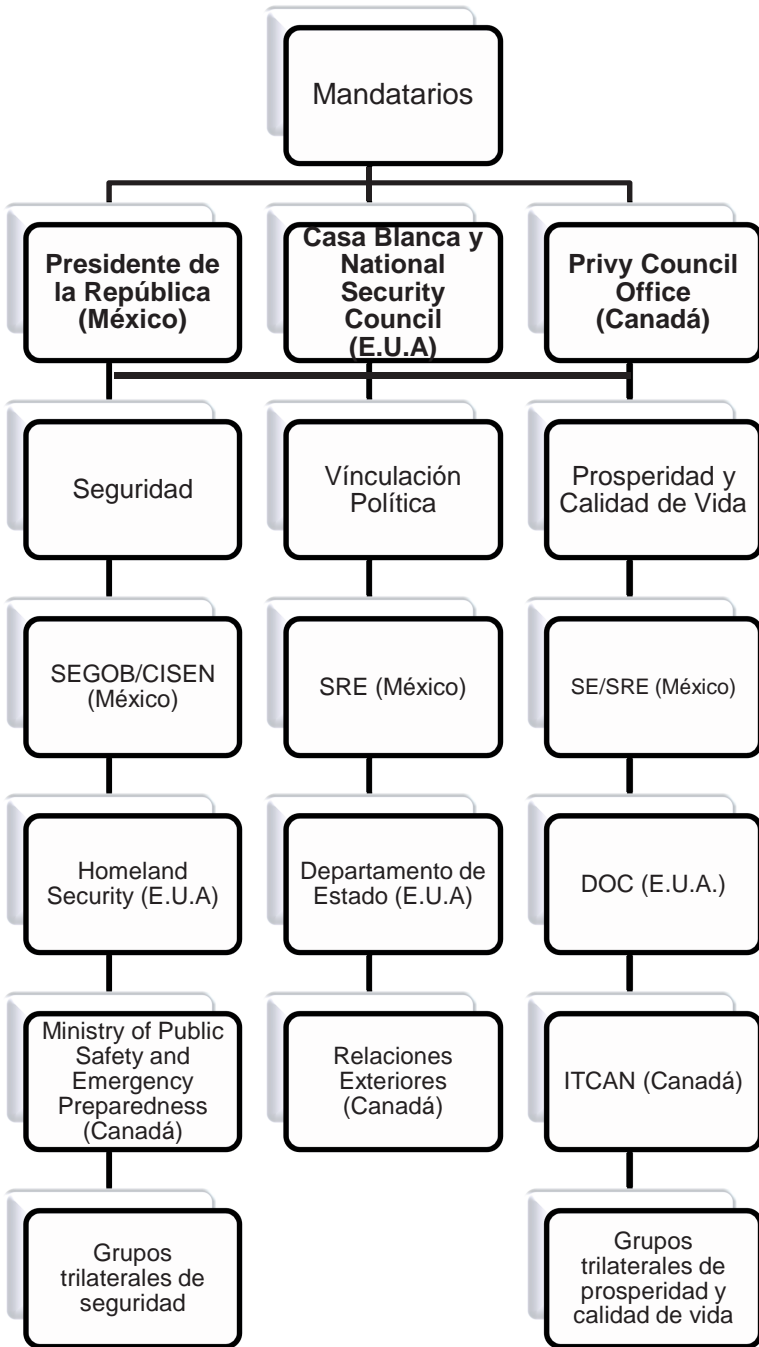 Mandatarios
Presidente de
la República
(México)
Casa Blanca y
National
Security
Council
(E.U.A)
Privy Council
Office
(Canadá)
Seguridad
Vínculación
Política
Prosperidad y
Calidad de Vida
SEGOB/CISEN
(México)
SRE (México)
SE/SRE (México)
Homeland
Security (E.U.A)
Departamento de
Estado (E.U.A)
DOC (E.U.A.)
Ministry of Public
Safety and
Emergency
Preparedness
(Canadá)
Relaciones
Exteriores
(Canadá)
ITCAN (Canadá)
Grupos
trilaterales de
seguridad
Grupos
trilaterales de
prosperidad y
calidad de vida